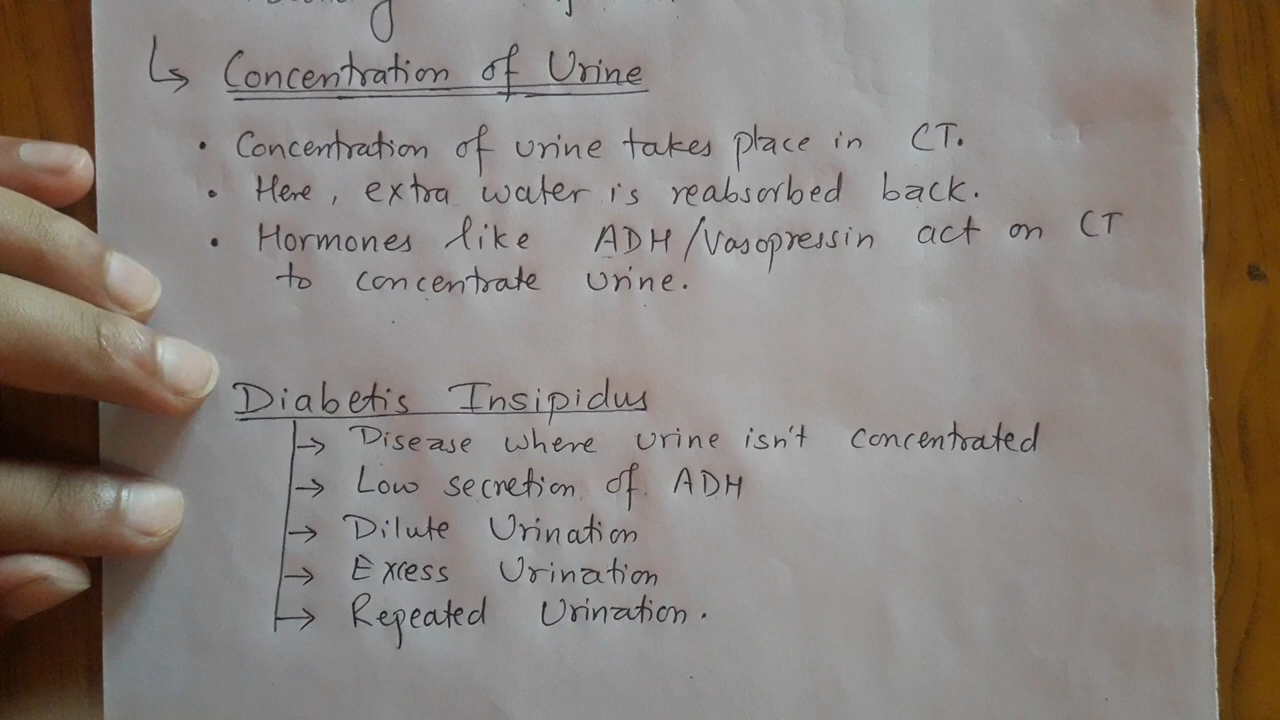 ↳ Concentration of Urine
• Concentration of urine takes place in CT.
• Here, extra water is reabsorbed back.
• Hormones like ADH/Vasopressin act on CT
to concentrate urine.
Diabetis Insipidus
→ Disease where urine isn't concentrated
→ Low secretion of ADH
→ Dilute Urination
→ Excess Urination
→ Repeated Urination.